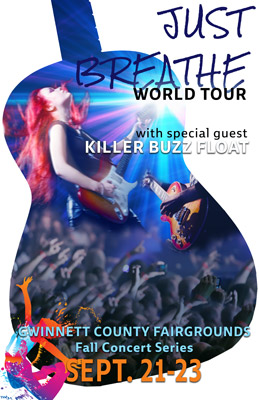 JUST
BREATHE
WORLD TOUR
with special guest
KILLER BUZZ FLOAT
GWINNETT COUNTY FAIRGROUNDS
Fall Concert Series
SEPT. 21-23